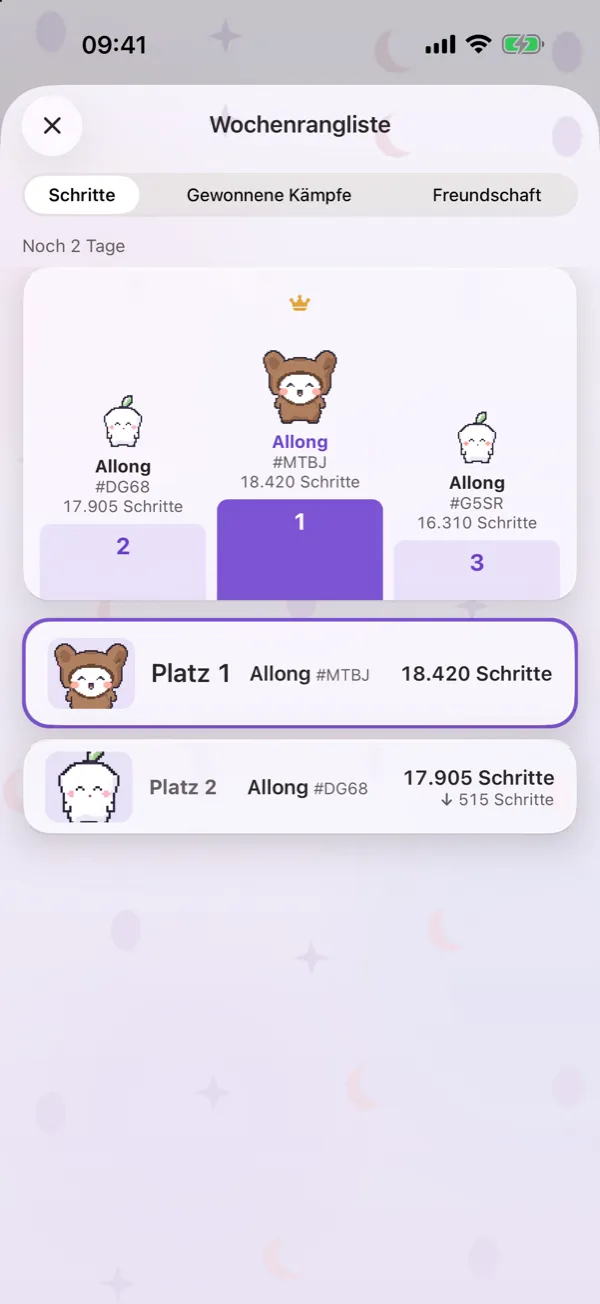 09:41
Wochenrangliste
Schritte Gewonnene Kämpfe Freundschaft
Noch 2 Tage
Allong
#MTBJ
18.420 Schritte
1
Allong
#DG68
17.905 Schritte
2
Allong
#G5SR
16.310 Schritte
3
Platz 1 Allong #MTBJ 18.420 Schritte
Platz 2 Allong #DG68 17.905 Schritte
↓ 515 Schritte